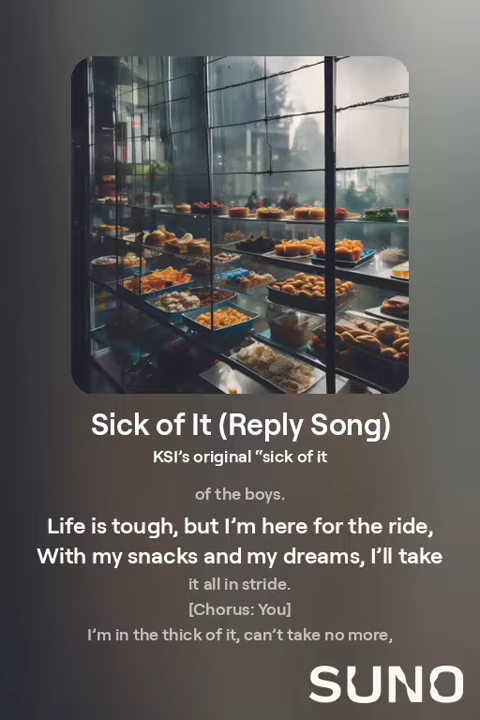 Sick of It (Reply Song)
KSI’s original “sick of it
of the boys.
Life is tough, but I’m here for the ride,
With my snacks and my dreams, I’ll take
it all in stride.
[Chorus: You]
I’m in the thick of it, can’t take no more,
SUNO